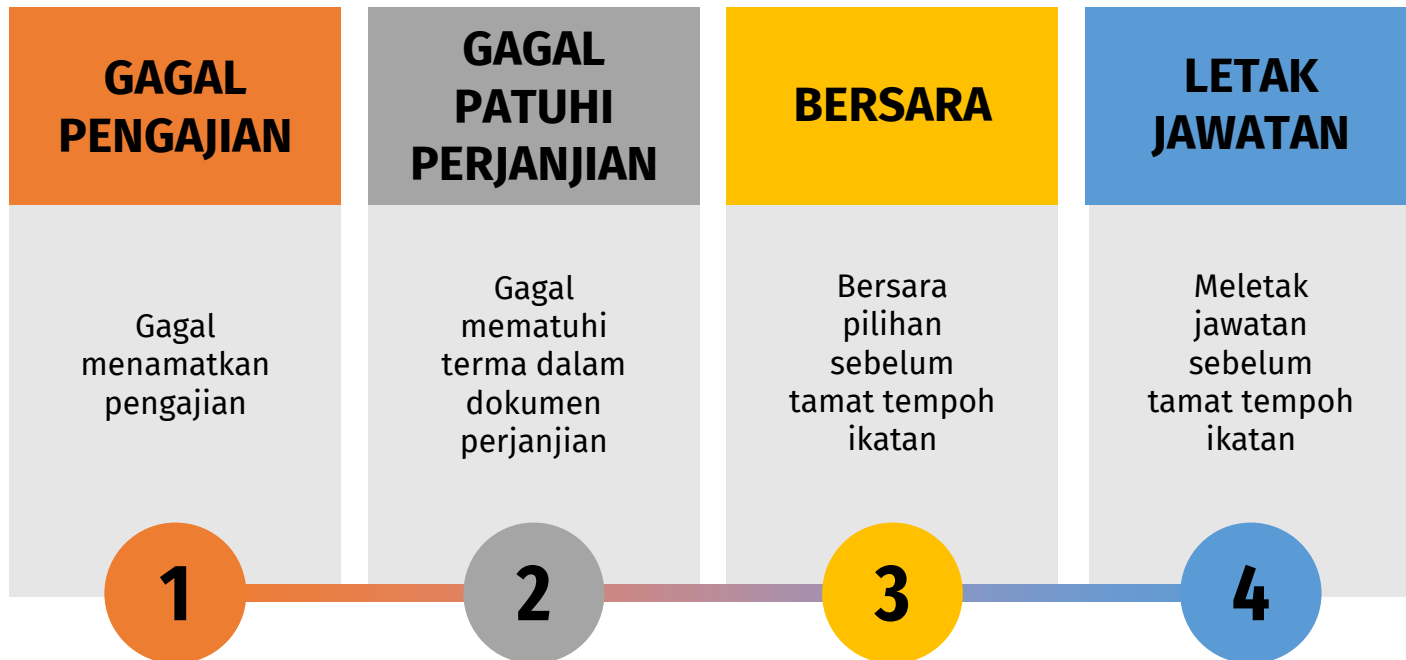 GAGAL
PENGAJIAN
Gagal
menamatkan
pengajian
1
GAGAL
PATUHI
PERJANJIAN
Gagal
mematuhi
terma dalam
dokumen
perjanjian
2
BERSARA
Bersara
pilihan
sebelum
tamat tempoh
ikatan
3
LETAK
JAWATAN
Meletak
jawatan
sebelum
tamat tempoh
ikatan
4